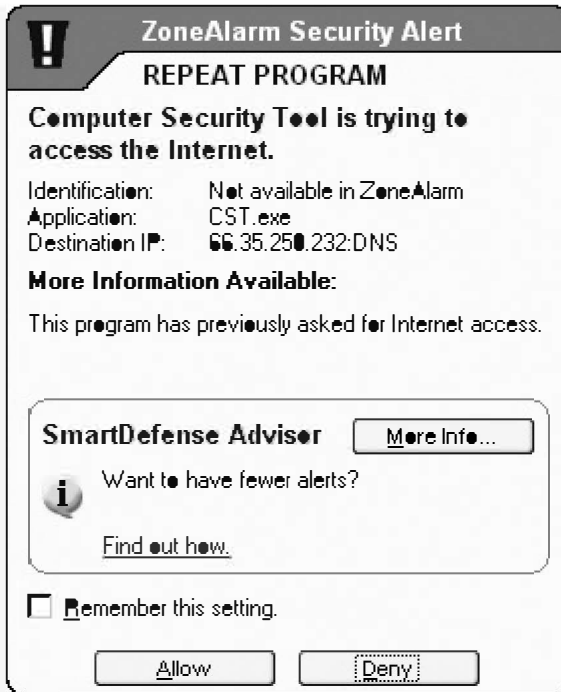 ZoneAlarm Security Alert
REPEAT PROGRAM
Computer Security Tool is trying to
access the Internet.
Identification: Not available in ZoneAlarm
Application: CST.exe
Destination IP: 66.35.250.232:DNS
More Information Available:
This program has previously asked for Internet access.
SmartDefense Advisor More Info...
Want to have fewer alerts?
Find out how.
Remember this setting.
Allow Deny